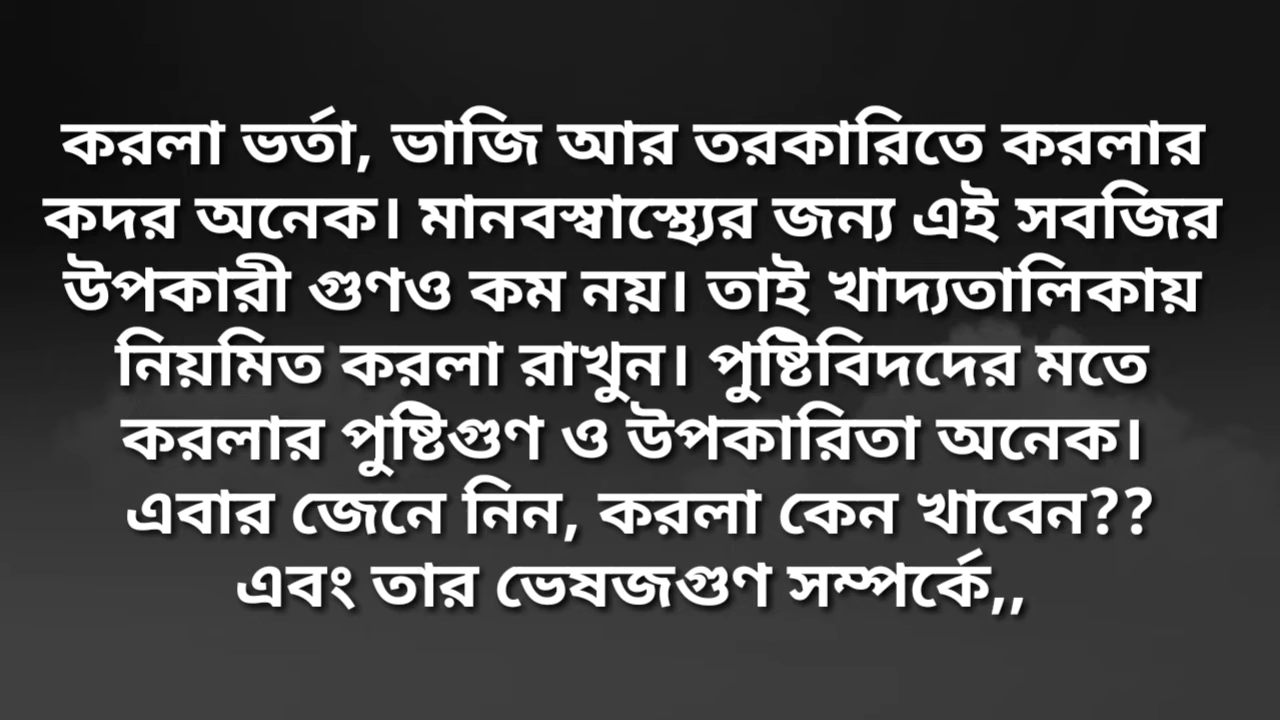 করলা ভর্তা, ভাজি আর তরকারিতে করলার
কদর অনেক। মানবস্বাস্থ্যের জন্য এই সবজির
উপকারী গুণও কম নয়। তাই খাদ্যতালিকায়
নিয়মিত করলা রাখুন। পুষ্টিবিদদের মতে
করলার পুষ্টিগুণ ও উপকারিতা অনেক।
এবার জেনে নিন, করলা কেন খাবেন??
এবং তার ভেষজগুণ সম্পর্কে,,